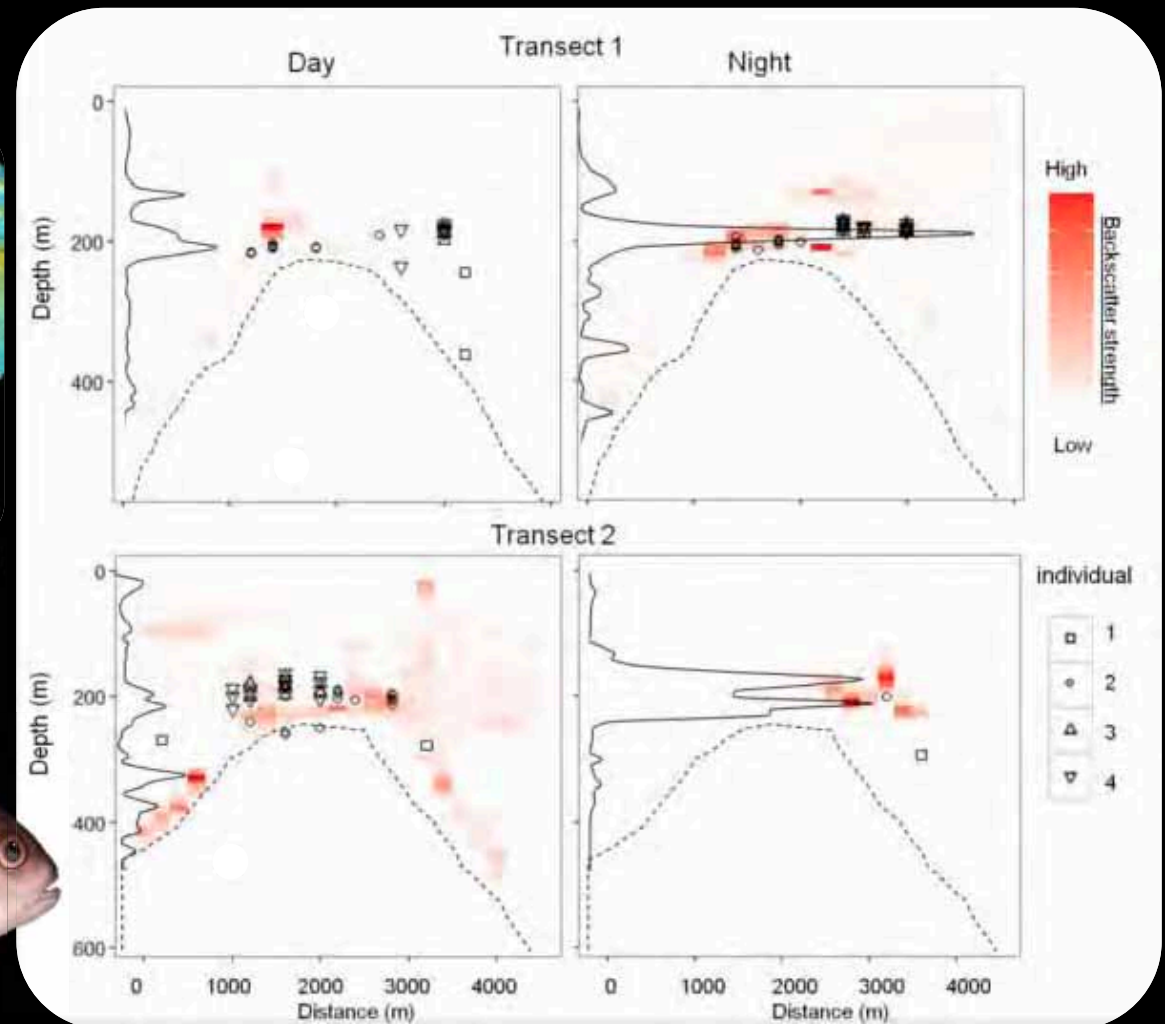 Transect 1
Day
Night
0
200
400
Depth (m)
High
Backscatter strength
Low
Transect 2
0
200
400
600
Depth (m)
individual
1
2
3
4
0 1000 2000 3000 4000
Distance (m)
0 1000 2000 3000 4000
Distance (m)